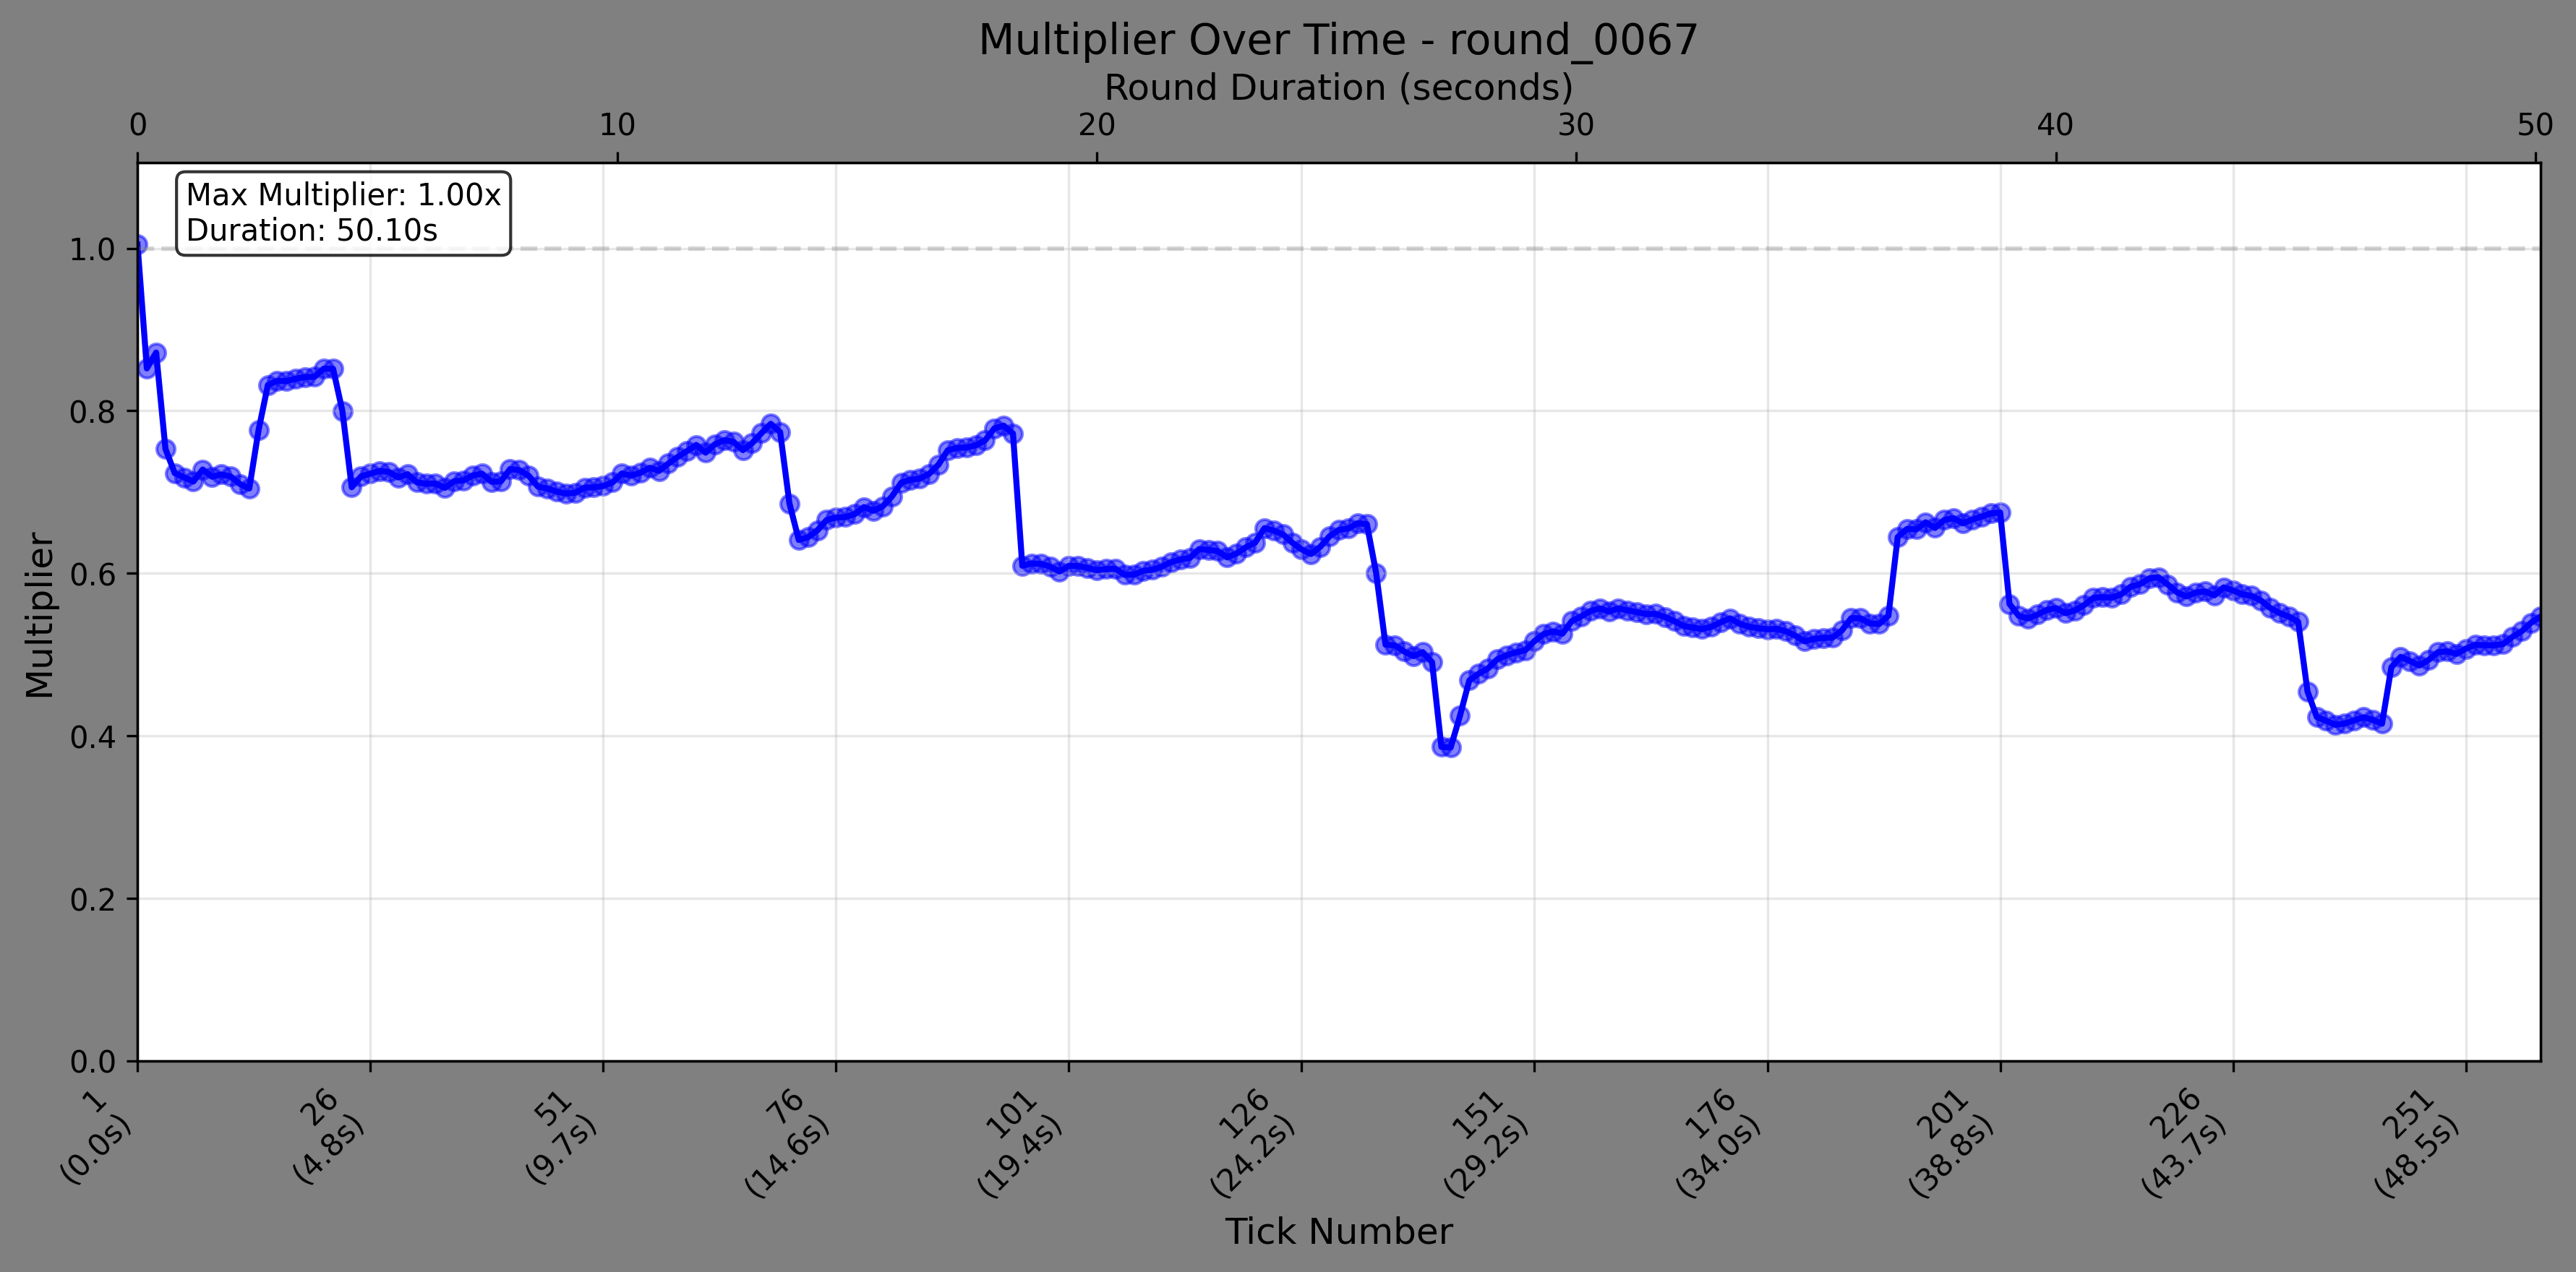 Multiplier Over Time - round_0067
Round Duration (seconds)
0 10 20 30 40 50
Max Multiplier: 1.00x
Duration: 50.10s
Multiplier
1.0
0.8
0.6
0.4
0.2
0.0
1
(0.0s)
26
(4.8s)
51
(9.7s)
76
(14.6s)
101
(19.4s)
126
(24.2s)
151
(29.2s)
176
(34.0s)
201
(38.8s)
226
(43.7s)
251
(48.5s)
Tick Number